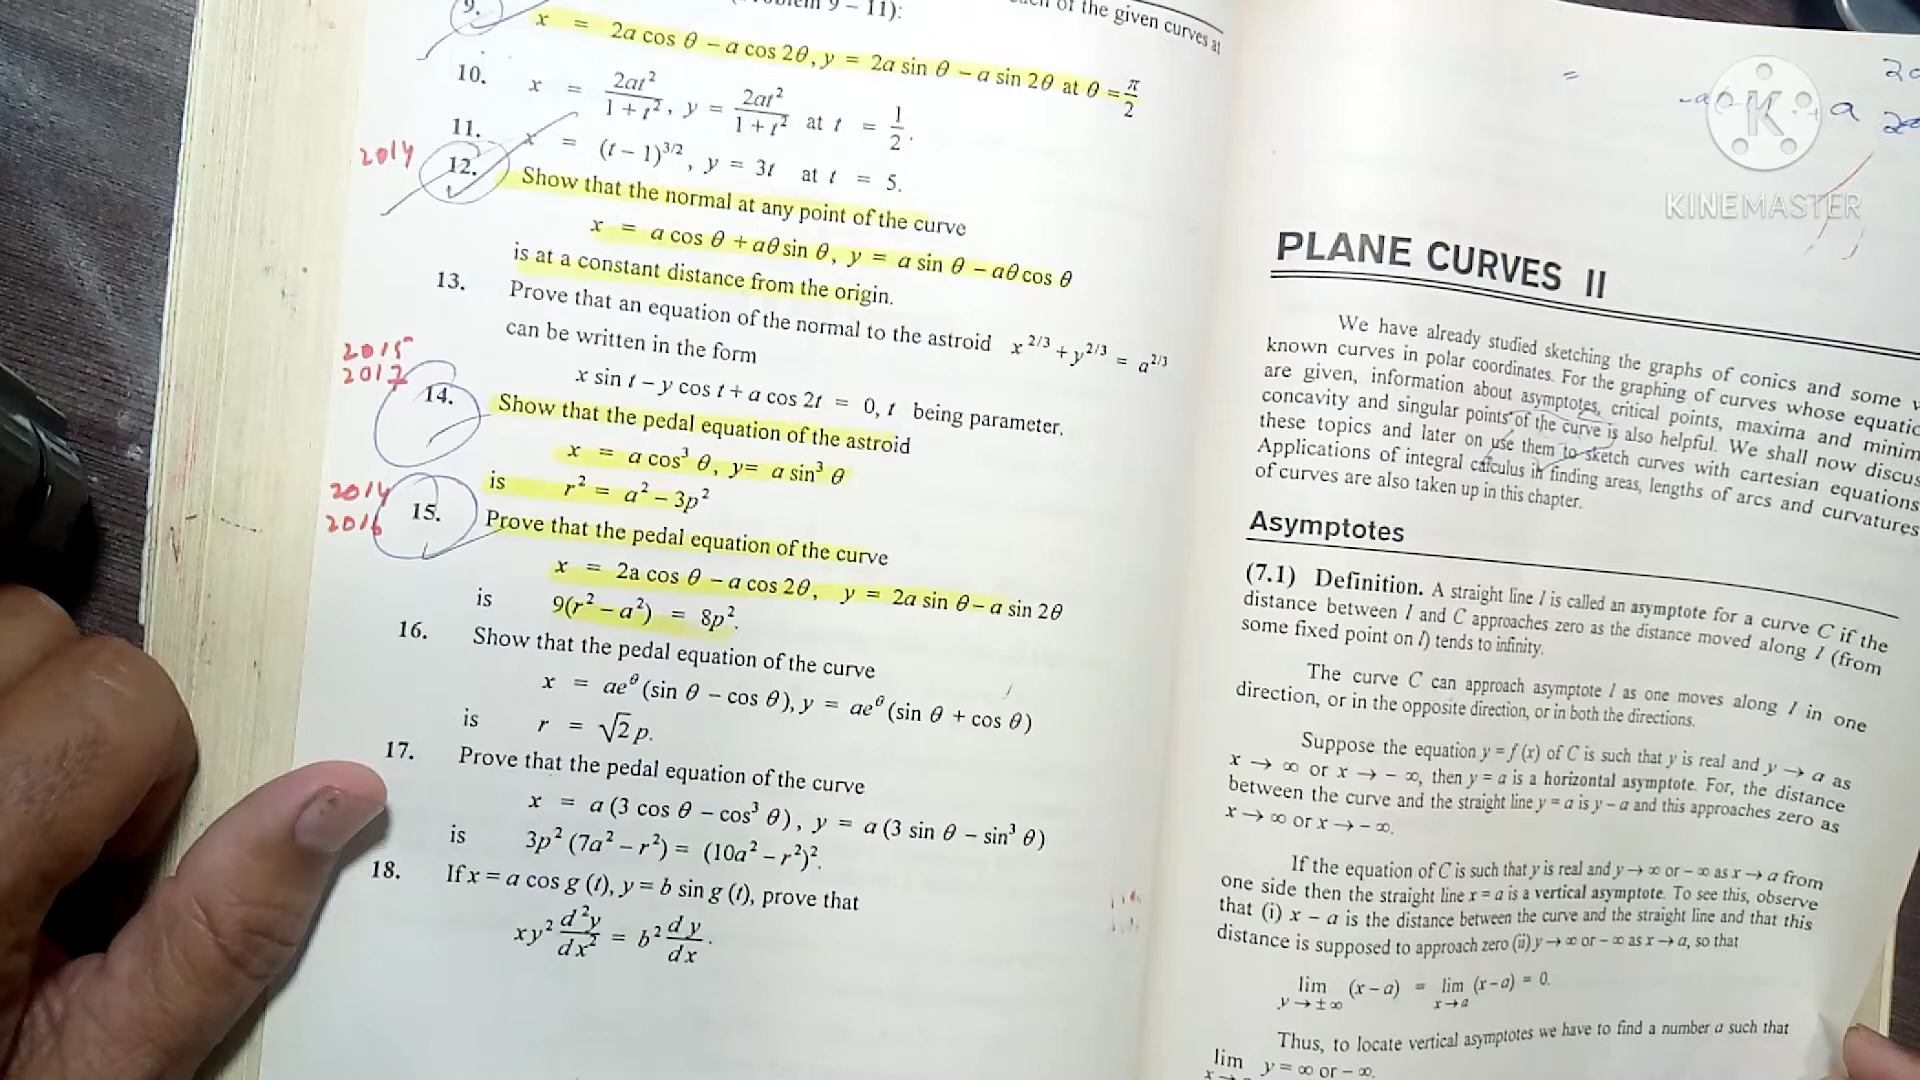 9.
9 – 11):
of the given curves at
x = 2a cos θ – a cos 2θ, y = 2a sin θ – a sin 2θ at θ = π/2
10. x = 2at²/1 + t², y = 2at²/1 + t² at t = 1/2.
11. x = (t – 1)^3/2, y = 3t at t = 5.
2014
12. Show that the normal at any point of the curve
x = a cos θ + aθ sin θ, y = a sin θ – aθ cos θ
is at a constant distance from the origin.
13. Prove that an equation of the normal to the astroid x^2/3 + y^2/3 = a^2/3
can be written in the form
x sin t – y cos t + a cos 2t = 0, t being parameter.
2015
2017
14. Show that the pedal equation of the astroid
x = a cos³ θ, y= a sin³ θ
is r² = a² – 3p²
2014
2016
15. Prove that the pedal equation of the curve
x = 2a cos θ – a cos 2θ, y = 2a sin θ – a sin 2θ
is 9(r² – a²) = 8p².
16. Show that the pedal equation of the curve
x = ae^θ (sin θ – cos θ), y = ae^θ (sin θ + cos θ)
is r = √2 p.
17. Prove that the pedal equation of the curve
x = a (3 cos θ – cos³ θ), y = a (3 sin θ – sin³ θ)
is 3p² (7a² – r²) = (10a² – r²)².
18. If x = a cos g (t), y = b sin g (t), prove that
xy² d²y/dx² = b² dy/dx.
=
a
KINEMASTER
PLANE CURVES II
We have already studied sketching the graphs of conics and some
known curves in polar coordinates. For the graphing of curves whose
are given, information about asymptotes, critical points, maxima and
concavity and singular points of the curve is also helpful. We shall now
these topics and later on use them to sketch curves with cartesian equations
Applications of integral calculus in finding areas, lengths of arcs and curvatures
of curves are also taken up in this chapter.
Asymptotes
(7.1) Definition. A straight line l is called an asymptote for a curve C if the
distance between l and C approaches zero as the distance moved along l (from
some fixed point on l) tends to infinity.
The curve C can approach asymptote l as one moves along l in one
direction, or in the opposite direction, or in both the directions.
Suppose the equation y = f (x) of C is such that y is real and y → a as
x → ∞ or x → – ∞, then y = a is a horizontal asymptote. For, the distance
between the curve and the straight line y = a is y – a and this approaches zero as
x → ∞ or x → – ∞.
If the equation of C is such that y is real and y → ∞ or – ∞ as x → a from
one side then the straight line x = a is a vertical asymptote. To see this, observe
that (i) x – a is the distance between the curve and the straight line and that this
distance is supposed to approach zero (ii) y → ∞ or – ∞ as x → a, so that
lim y → ± ∞ (x – a) = lim x → a (x – a) = 0.
Thus, to locate vertical asymptotes we have to find a number a such that
lim y = ∞ or – ∞.